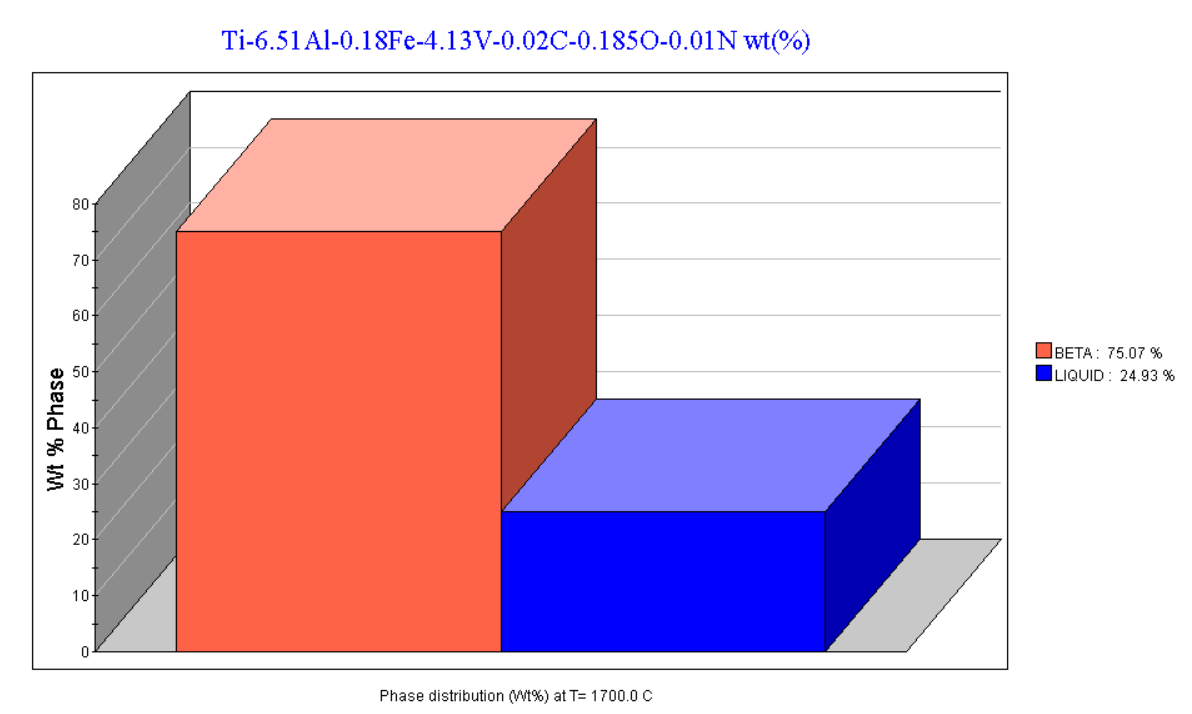 Ti-6.51Al-0.18Fe-4.13V-0.02C-0.185O-0.01N wt(%)
80
70
60
50
40
30
20
10
0
Wt % Phase
BETA : 75.07 %
LIQUID : 24.93 %
Phase distribution (Wt%) at T= 1700.0 C